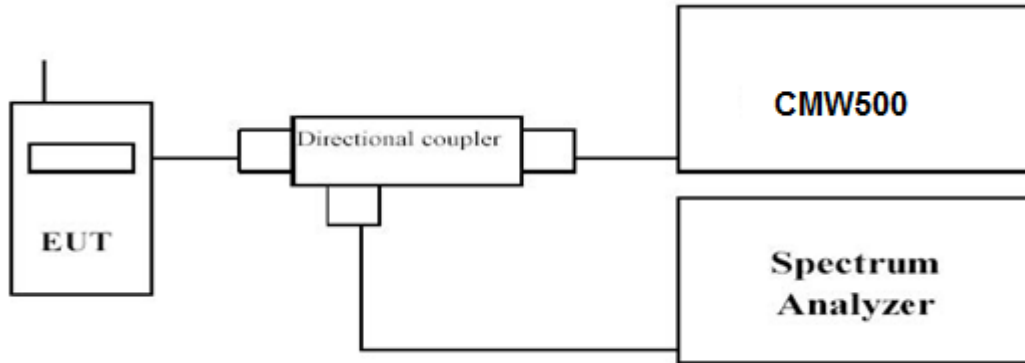 EUT
Directional coupler
CMW500
Spectrum
Analyzer